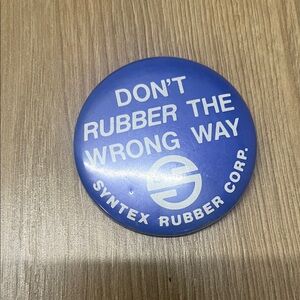 DON'T
RUBBER THE
WRONG WAY
SYNTEX RUBBER CORP.